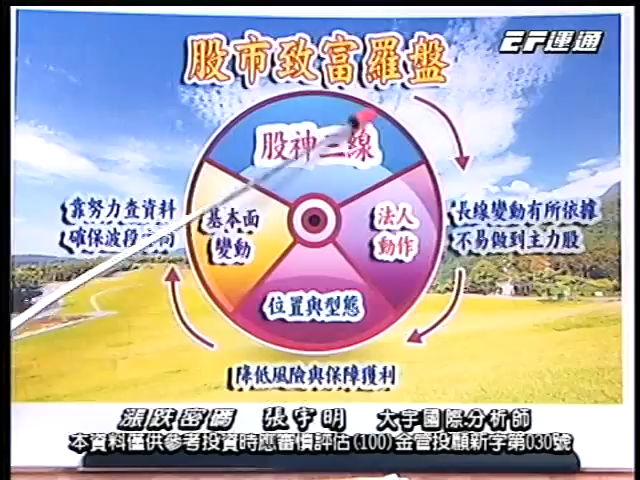 EF運通
股市致富羅盤
股神三線
靠努力查資料
確保波段
基本面
變動
法人
動作
長線變動有所依據
不易做到主力股
位置與型態
降低風險與保障獲利
漲跌密碼 張宇明 大宇國際分析師
本資料僅供參考投資時應審慎評估(100)金管投顧新字第030號